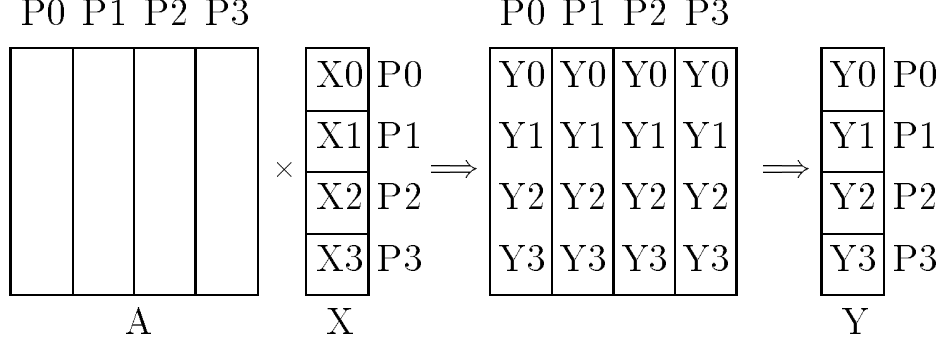 P0 P1 P2 P3 P0 P1 P2 P3
X0 P0 Y0 Y0 Y0 Y0 Y0 P0
X1 P1 Y1 Y1 Y1 Y1 Y1 P1
× ⟹ ⟹
X2 P2 Y2 Y2 Y2 Y2 Y2 P2
X3 P3 Y3 Y3 Y3 Y3 Y3 P3
A X Y